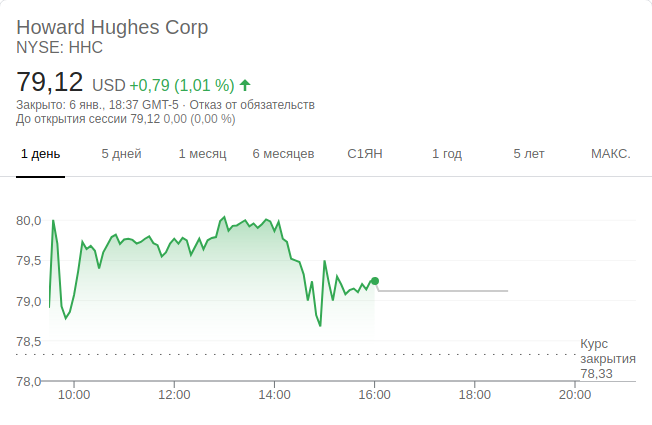 Howard Hughes Corp
NYSE: HHC
79,12 USD +0,79 (1,01 %)
Закрыто: 6 янв., 18:37 GMT-5 · Отказ от обязательств
До открытия сессии 79,12 0,00 (0,00 %)
1 день 5 дней 1 месяц 6 месяцев С1ЯН 1 год 5 лет МАКС.
80,0
79,5
79,0
78,5
Курс
закрытия
78,33
78,0
10:00 12:00 14:00 16:00 18:00 20:00